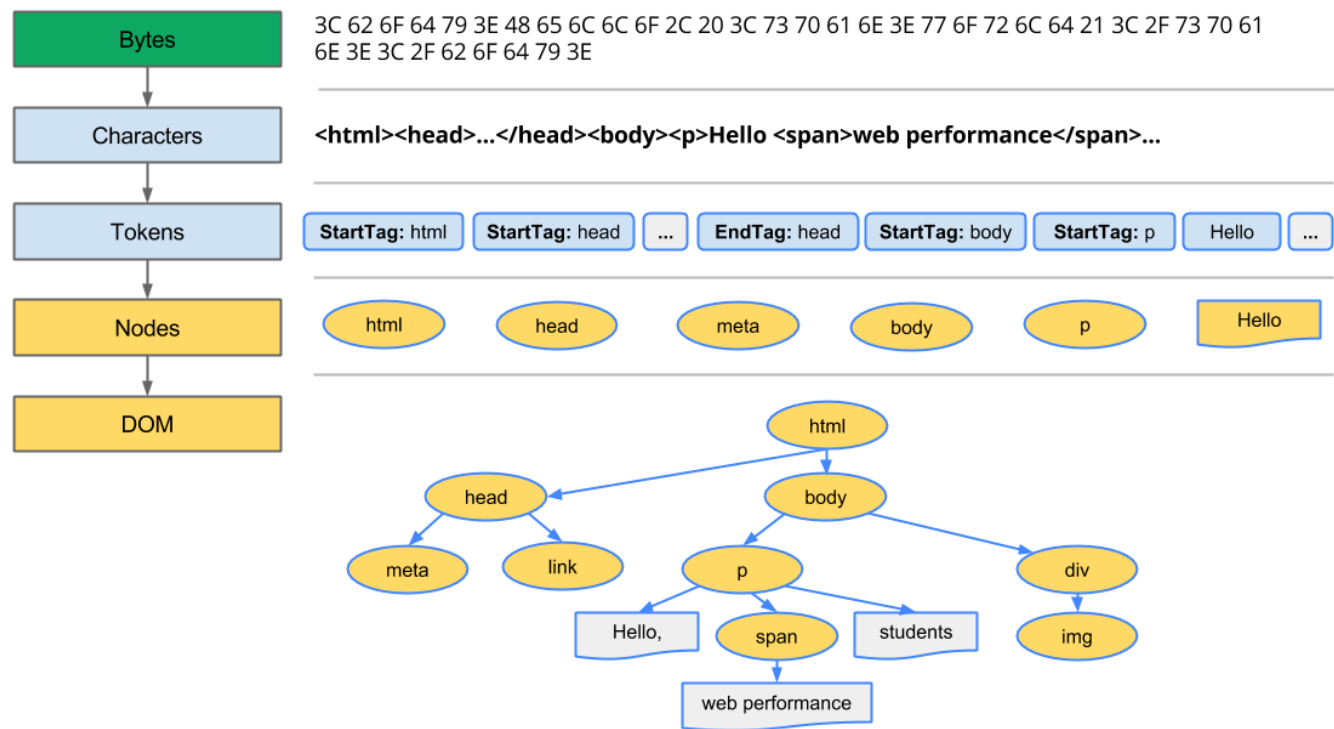 Bytes
3C 62 6F 64 79 3E 48 65 6C 6C 6F 2C 20 3C 73 70 61 6E 3E 77 6F 72 6C 64 21 3C 2F 73 70 61
6E 3E 3C 2F 62 6F 64 79 3E
Characters
<html><head>...</head><body><p>Hello <span>web performance</span>...
Tokens
StartTag: html
StartTag: head
...
EndTag: head
StartTag: body
StartTag: p
Hello
...
Nodes
html
head
meta
body
p
Hello
DOM
html
head
body
meta
link
p
div
Hello,
span
students
img
web performance